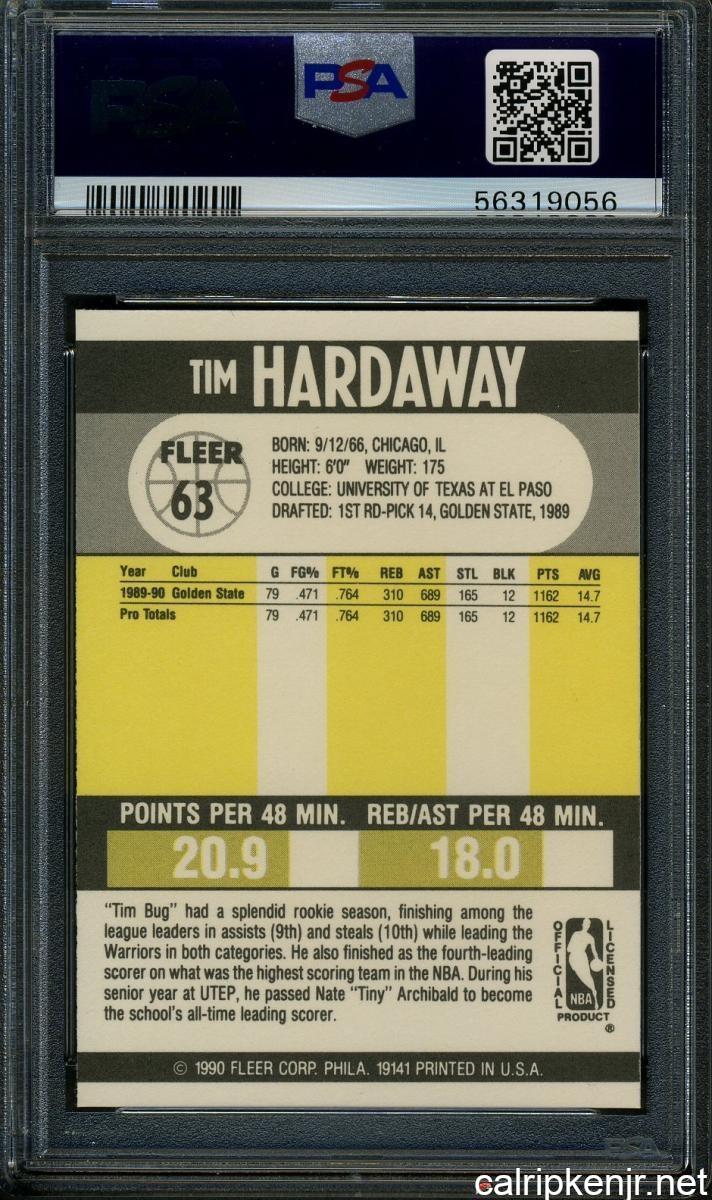 PSA
56319056
TIM HARDAWAY
FLEER
63
BORN: 9/12/66, CHICAGO, IL
HEIGHT: 6'0" WEIGHT: 175
COLLEGE: UNIVERSITY OF TEXAS AT EL PASO
DRAFTED: 1ST RD-PICK 14, GOLDEN STATE, 1989
Year Club G FG% FT% REB AST STL BLK PTS AVG
1989-90 Golden State 79 .471 .764 310 689 165 12 1162 14.7
Pro Totals 79 .471 .764 310 689 165 12 1162 14.7
POINTS PER 48 MIN. REB/AST PER 48 MIN.
20.9 18.0
"Tim Bug" had a splendid rookie season, finishing among the
league leaders in assists (9th) and steals (10th) while leading the
Warriors in both categories. He also finished as the fourth-leading
scorer on what was the highest scoring team in the NBA. During his
senior year at UTEP, he passed Nate "Tiny" Archibald to become
the school's all-time leading scorer.
OFFICIAL LICENSED
NBA
PRODUCT
®
© 1990 FLEER CORP. PHILA. 19141 PRINTED IN U.S.A.
PSA
calripkenjr.net